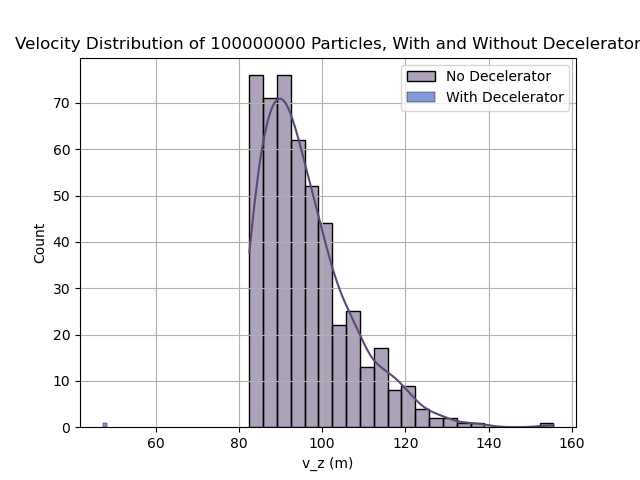 Velocity Distribution of 100000000 Particles, With and Without Decelerator
No Decelerator
With Decelerator
70
60
50
40
30
20
10
0
Count
60
80
100
120
140
160
v_z (m)